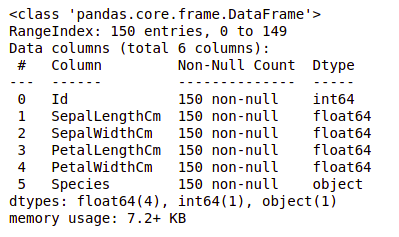 <class 'pandas.core.frame.DataFrame'>
RangeIndex: 150 entries, 0 to 149
Data columns (total 6 columns):
 #   Column         Non-Null Count  Dtype
---  ------         --------------  -----
 0   Id             150 non-null    int64
 1   SepalLengthCm  150 non-null    float64
 2   SepalWidthCm   150 non-null    float64
 3   PetalLengthCm  150 non-null    float64
 4   PetalWidthCm   150 non-null    float64
 5   Species        150 non-null    object
dtypes: float64(4), int64(1), object(1)
memory usage: 7.2+ KB